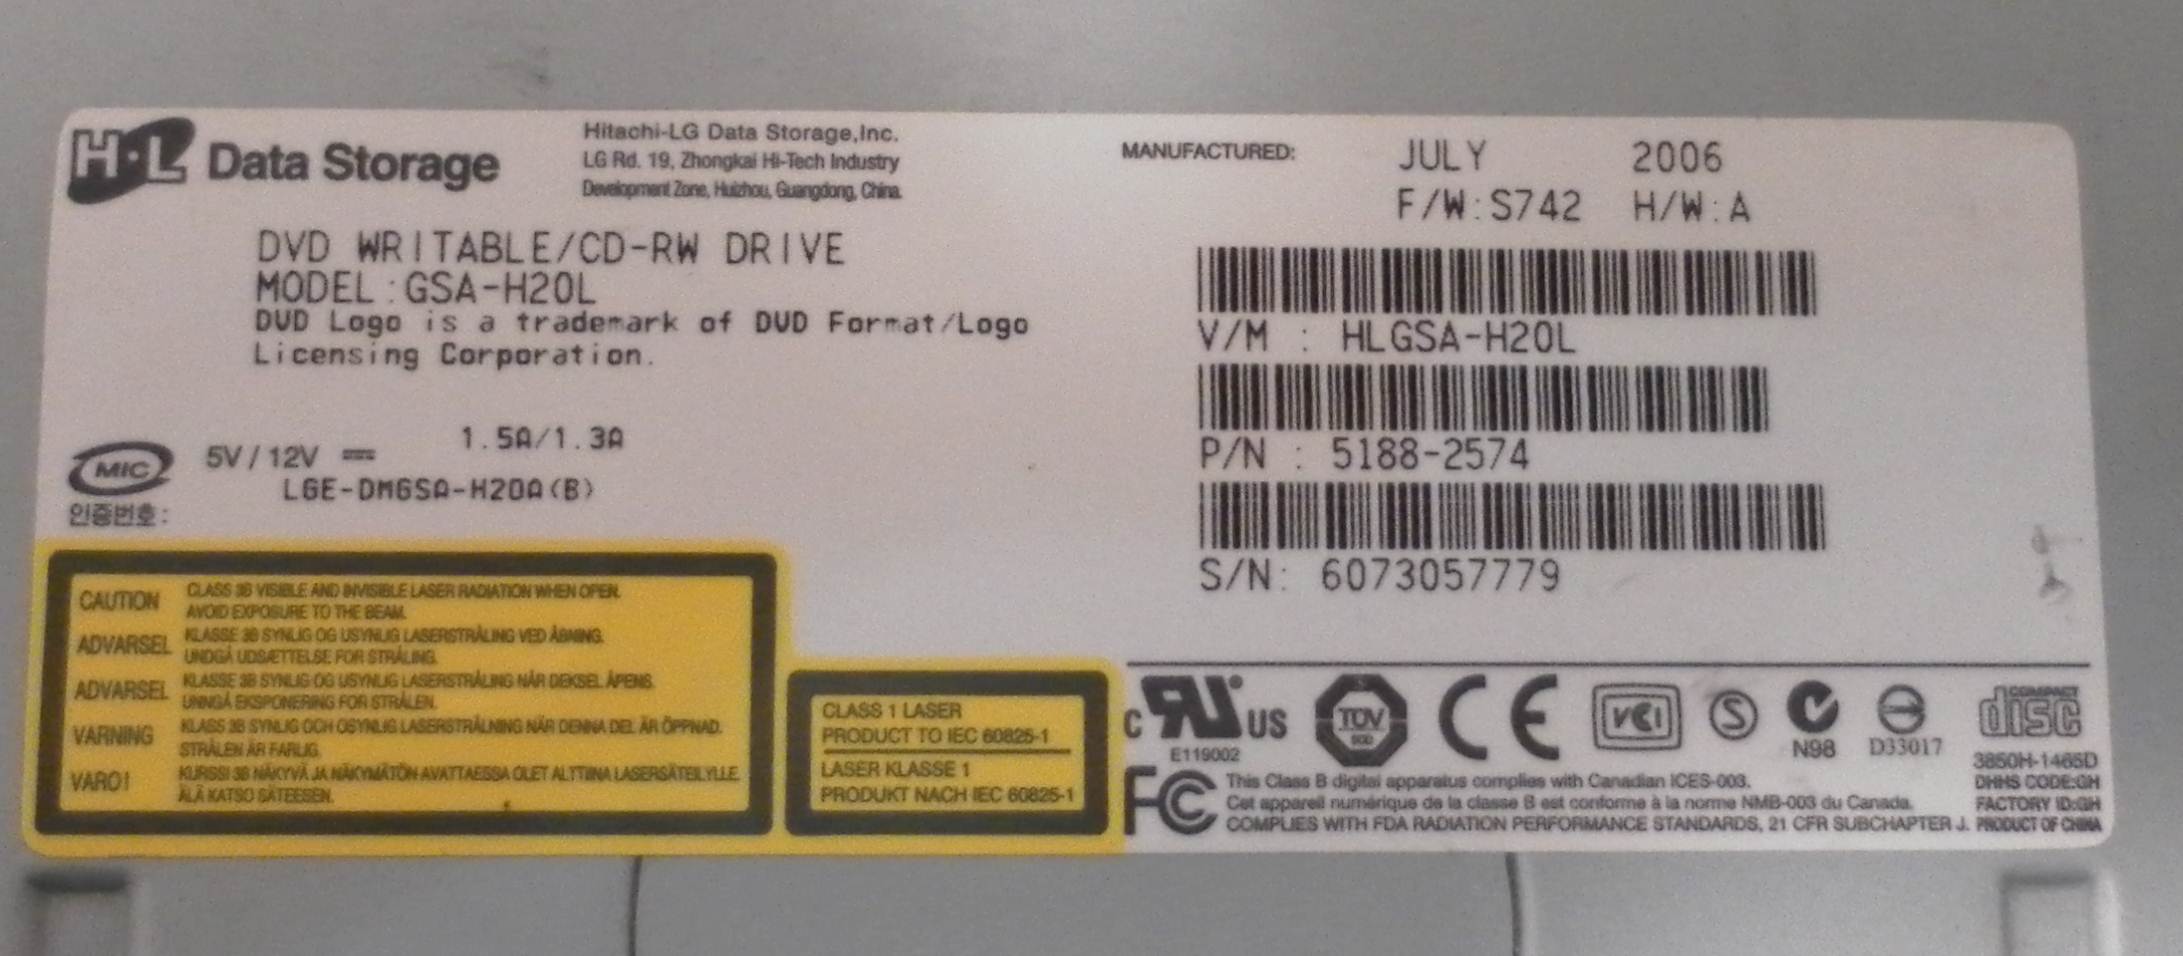 H·L Data Storage
Hitachi-LG Data Storage,Inc.
LG Rd. 19, Zhongkai Hi-Tech Industry
Development Zone, Huizhou, Guangdong, China.
DVD WRITABLE/CD-RW DRIVE
MODEL:GSA-H20L
DVD Logo is a trademark of DVD Format/Logo
Licensing Corporation.
MIC
5V / 12V 1.5A/1.3A
LGE-DMGSA-H20A(B)
인증번호:
MANUFACTURED: JULY 2006
F/W:S742 H/W:A
V/M : HLGSA-H20L
P/N : 5188-2574
S/N: 6073057779
CAUTION CLASS 3B VISIBLE AND INVISIBLE LASER RADIATION WHEN OPEN.
AVOID EXPOSURE TO THE BEAM.
ADVARSEL KLASSE 3B SYNLIG OG USYNLIG LASERSTRÅLING VED ÅBNING.
UNDGÅ UDSÆTTELSE FOR STRÅLING.
ADVARSEL KLASSE 3B SYNLIG OG USYNLIG LASERSTRÅLING NÅR DEKSEL ÅPENS.
UNNGÅ EKSPONERING FOR STRÅLEN.
VARNING KLASS 3B SYNLIG OCH OSYNLIG LASERSTRÅLNING NÄR DENNA DEL ÄR ÖPPNAD.
STRÅLEN ÄR FARLIG.
VARO! KURSSI 3B NÄKYVÄ JA NÄKYMÄTÖN AVATTAESSA OLET ALTTIINA LASERSÄTEILYLLE.
ÄLÄ KATSO SÄTEESEN.
CLASS 1 LASER
PRODUCT TO IEC 60825-1
LASER KLASSE 1
PRODUKT NACH IEC 60825-1
C RU US
E119002
TÜV
CE
VCI
S
N98
D33017
COMPACT
disc
3850H-1465D
DHHS CODE:GH
FACTORY ID:GH
PRODUCT OF CHINA
FC
This Class B digital apparatus complies with Canadian ICES-003.
Cet appareil numérique de la classe B est conforme à la norme NMB-003 du Canada.
COMPLIES WITH FDA RADIATION PERFORMANCE STANDARDS, 21 CFR SUBCHAPTER J.